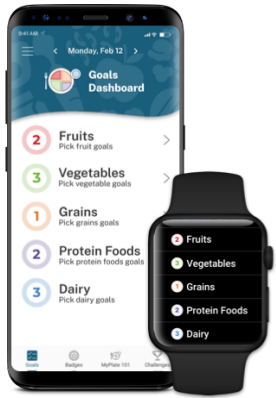 9:41 AM
Monday, Feb 12
Goals
Dashboard
2
Fruits
Pick fruit goals
3
Vegetables
Pick vegetable goals
1
Grains
Pick grains goals
2
Protein Foods
Pick protein foods goals
3
Dairy
Pick dairy goals
Goals
Badges
MyPlate 101
Challenges
2 Fruits
3 Vegetables
1 Grains
2 Protein Foods
3 Dairy